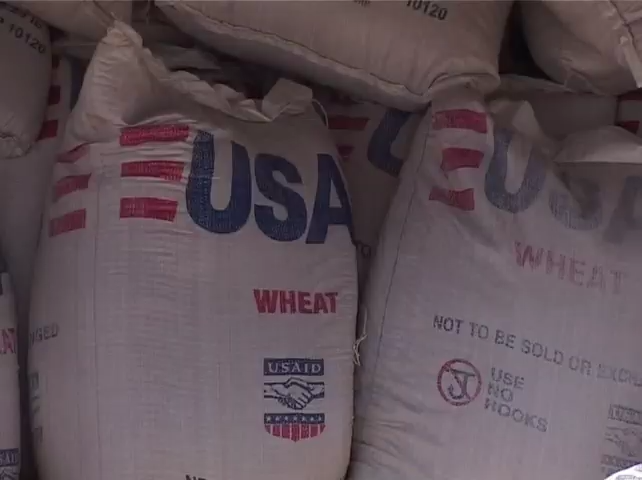 10120
10120
USA
USA
WHEAT
WHEAT
NOT TO BE SOLD OR
USE
NO
HOOKS
USAID